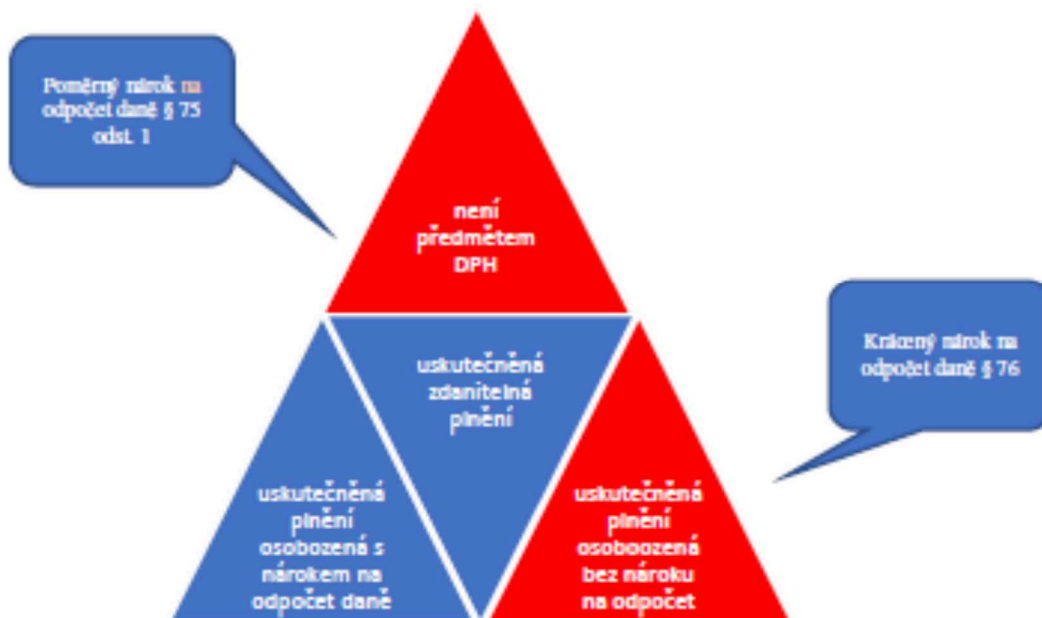 Poměrný nárok na
odpočet daně § 75
odst. 1
není
předmětem
DPH
Krácený nárok na
odpočet daně § 76
uskutečněná
zdanitelná
plnění
uskutečněná
plnění
osobozená s
nárokem na
odpočet daně
uskutečněná
plnění
osoboozená
bez nároku
na odpočet